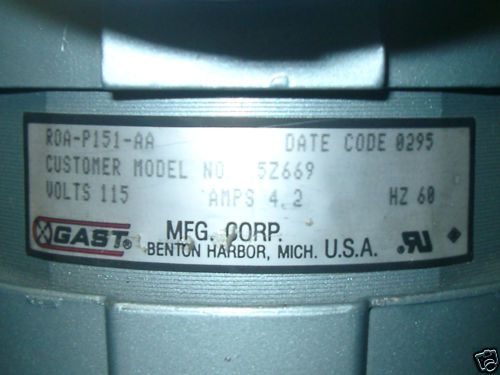 ROA-P151-AA DATE CODE 0295
CUSTOMER MODEL NO 5Z669
VOLTS 115 AMPS 4.2 HZ 60
GAST® MFG. CORP.
BENTON HARBOR, MICH. U.S.A.